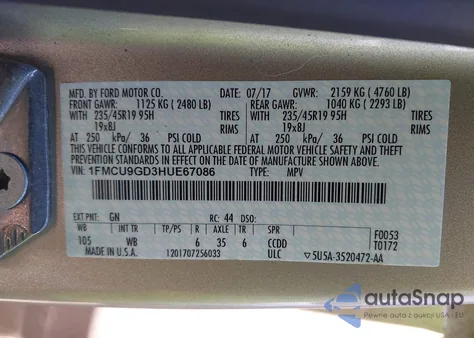 MFD. BY FORD MOTOR CO. 07/17 GVWR: 2159 KG ( 4760 LB)
FRONT GAWR: 1125 KG ( 2480 LB) REAR GAWR: 1040 KG ( 2293 LB)
WITH 235/45R19 95H TIRES WITH 235/45R19 95H TIRES
19x8J RIMS 19x8J RIMS
AT 250 kPa/ 36 PSI COLD AT 250 kPa/ 36 PSI COLD
THIS VEHICLE CONFORMS TO ALL APPLICABLE FEDERAL MOTOR VEHICLE SAFETY AND THEFT PREVENTION STANDARDS IN EFFECT ON THE DATE OF MANUFACTURE SHOWN ABOVE.
VIN: 1FMCU9GD3HUE67086 TYPE: MPV
EXT PNT: GN RC: 44 DSO: F0053
WB INT TR TP/PS R AXLE TR SPR T0172
105 WB 6 35 6 CCDD
1201707256033 ULC ▽5U5A-3520472-AA
autoSnap
Pewne auta z aukcji USA - EU